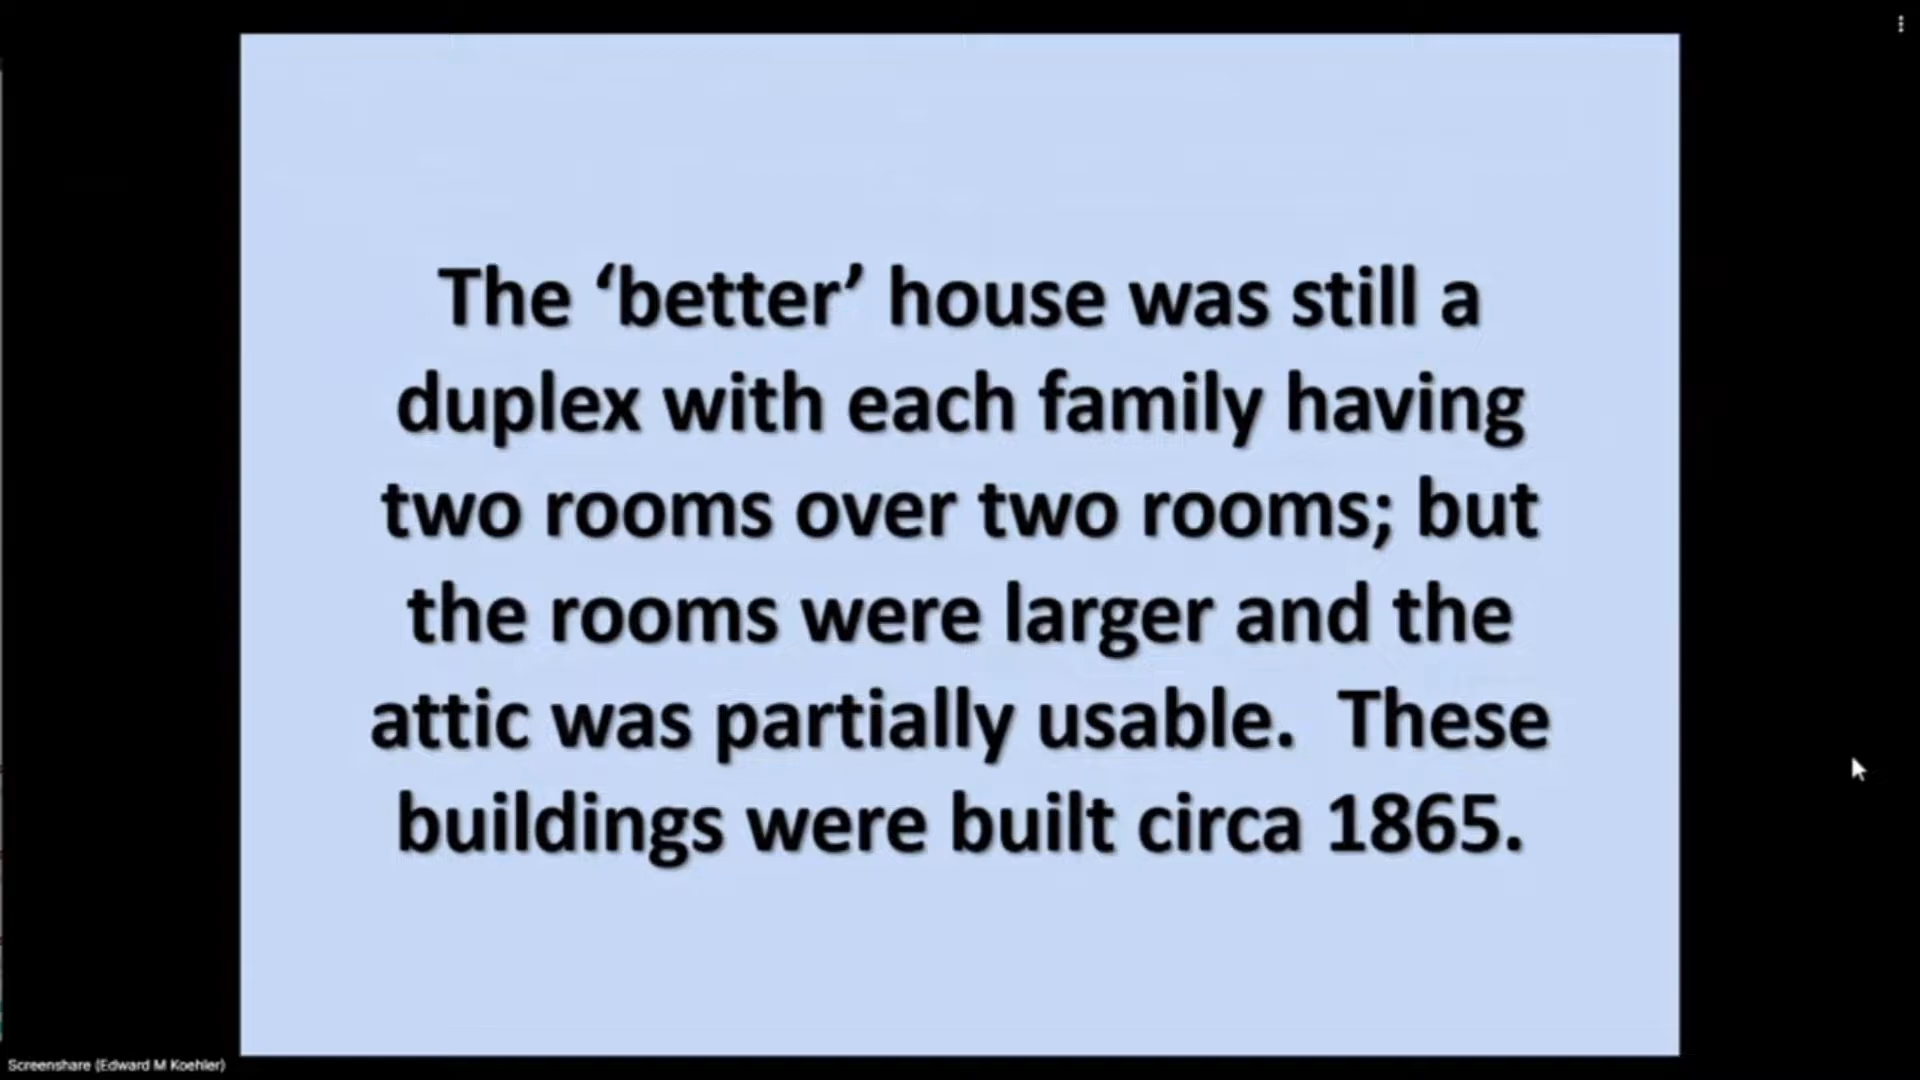 The ‘better’ house was still a
duplex with each family having
two rooms over two rooms; but
the rooms were larger and the
attic was partially usable.  These
buildings were built circa 1865.
Screenshare (Edward M Koehler)